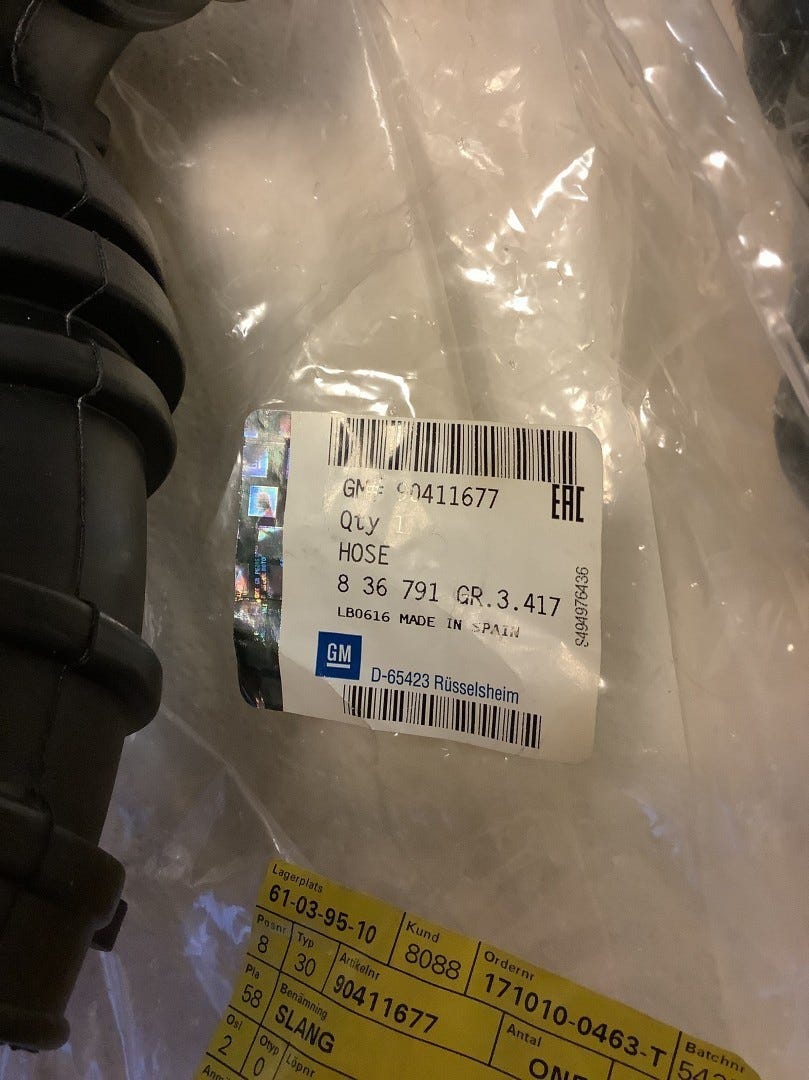 GM# 90411677
EAC
Qty 1
HOSE
8 36 791 GR.3.417
LB0616 MADE IN SPAIN
S494976436
GM
D-65423 Rüsselsheim
Lagerplats
61-03-95-10
Kund
8088
Ordernr
171010-0463-T
Batchnr
Posnr
8
Typ
30
Artikelnr
90411677
Antal
Pla
58
Benämning
SLANG
Osl
2
Otyp
0
Löpnr